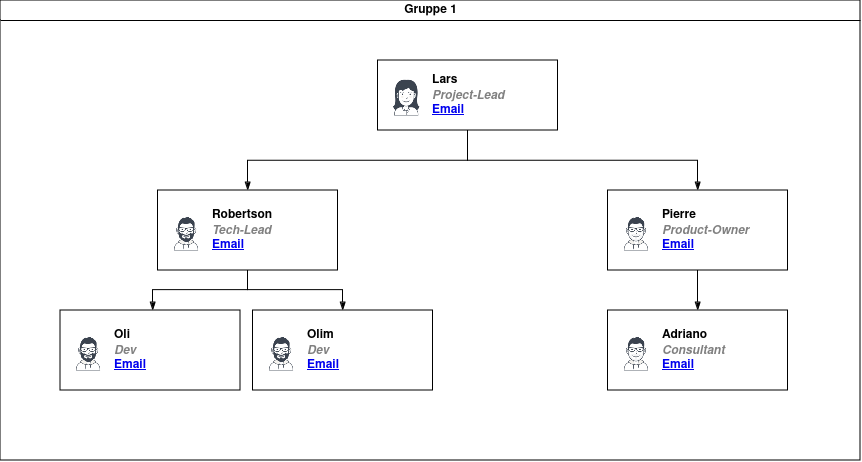 Gruppe 1
Lars
Project-Lead
Email
Robertson
Tech-Lead
Email
Pierre
Product-Owner
Email
Oli
Dev
Email
Olim
Dev
Email
Adriano
Consultant
Email